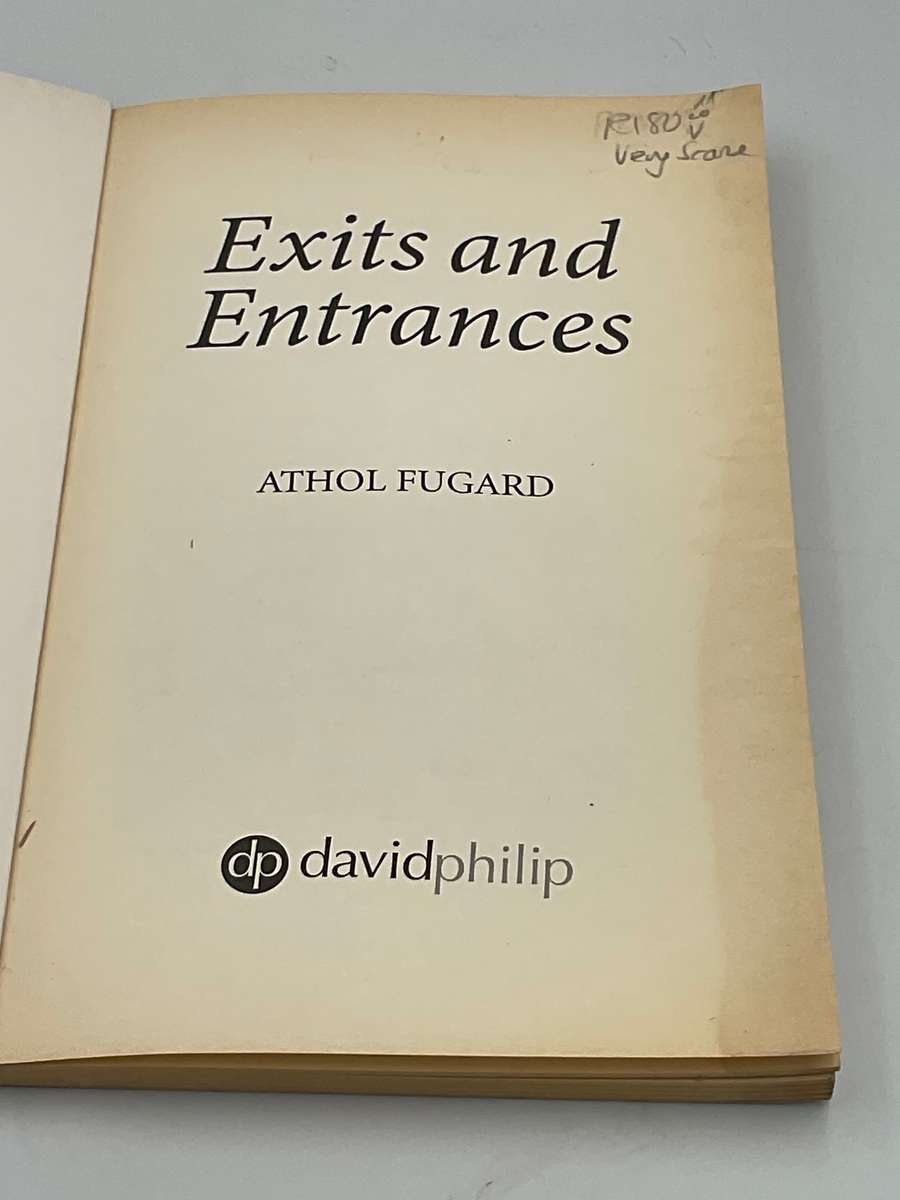 R180
Very Scarce
Exits and
Entrances
ATHOL FUGARD
dp davidphilip